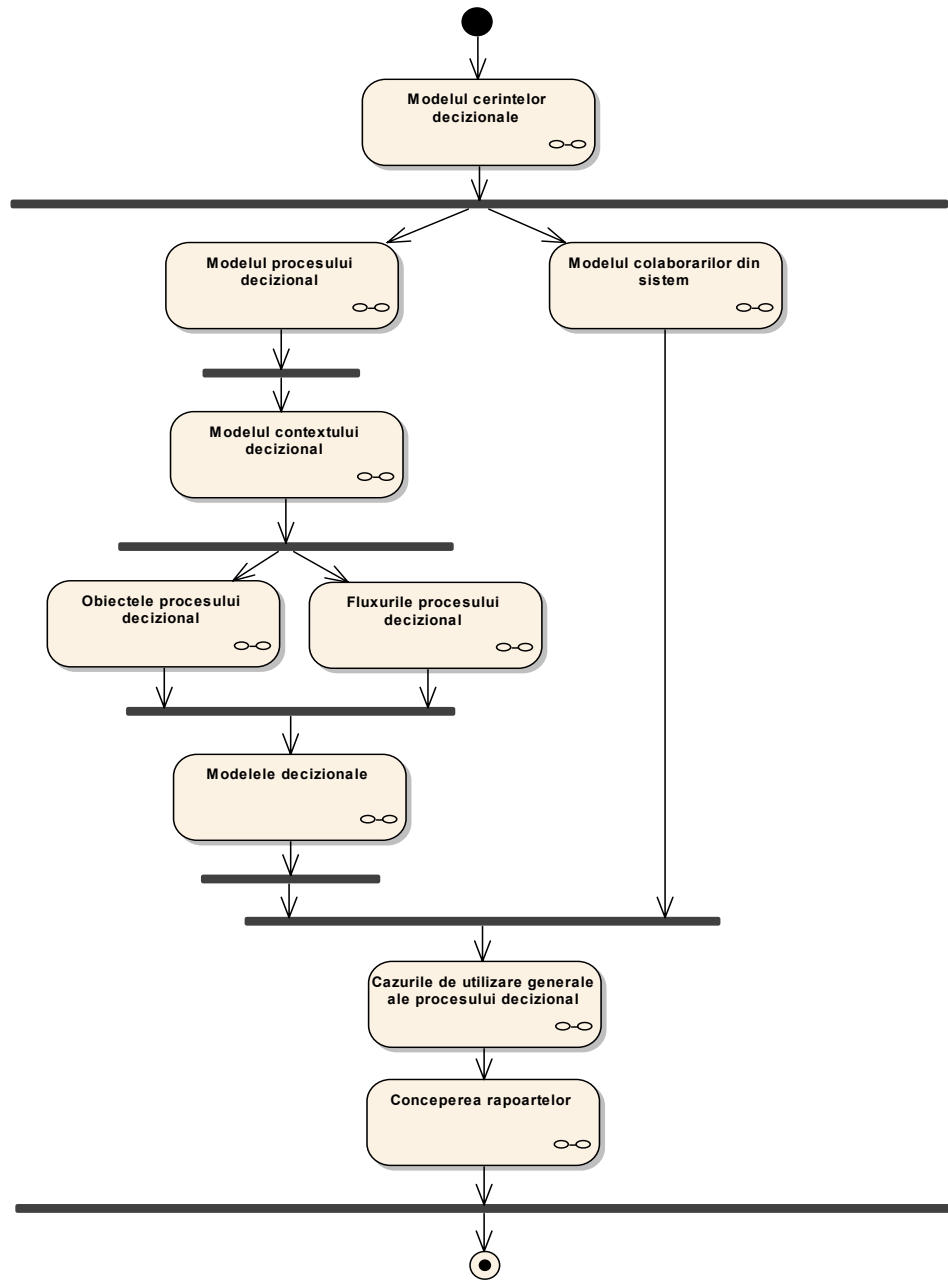 Modelul cerintelor
decizionale
Modelul procesului
decizional
Modelul colaborarilor din
sistem
Modelul contextului
decizional
Obiectele procesului
decizional
Fluxurile procesului
decizional
Modelele decizionale
Cazurile de utilizare generale
ale procesului decizional
Conceperea rapoartelor